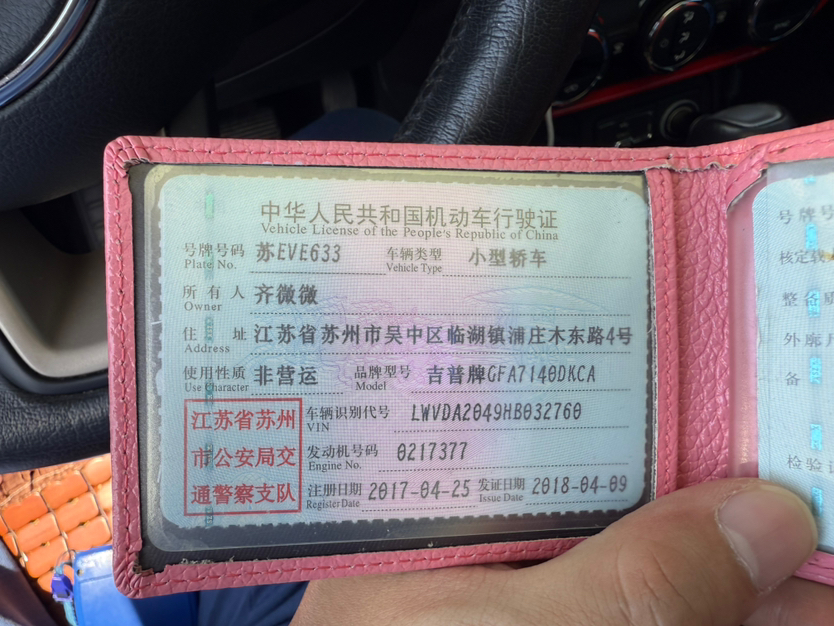 中华人民共和国机动车行驶证
Vehicle License of the People's Republic of China
号牌号码 苏EVE633 车辆类型 小型轿车
Plate No. Vehicle Type
所有人 齐微微
Owner
住址 江苏省苏州市吴中区临湖镇浦庄木东路4号
Address
使用性质 非营运 品牌型号 吉普牌GFA7140DKCA
Use Character Model
江苏省苏州 车辆识别代号 LWVDA2049HB032760
VIN
市公安局交 发动机号码 0217377
Engine No.
通警察支队 注册日期 2017-04-25 发证日期 2018-04-09
Register Date Issue Date
号牌号
核定载
整备质
外廓尺
备
检验记